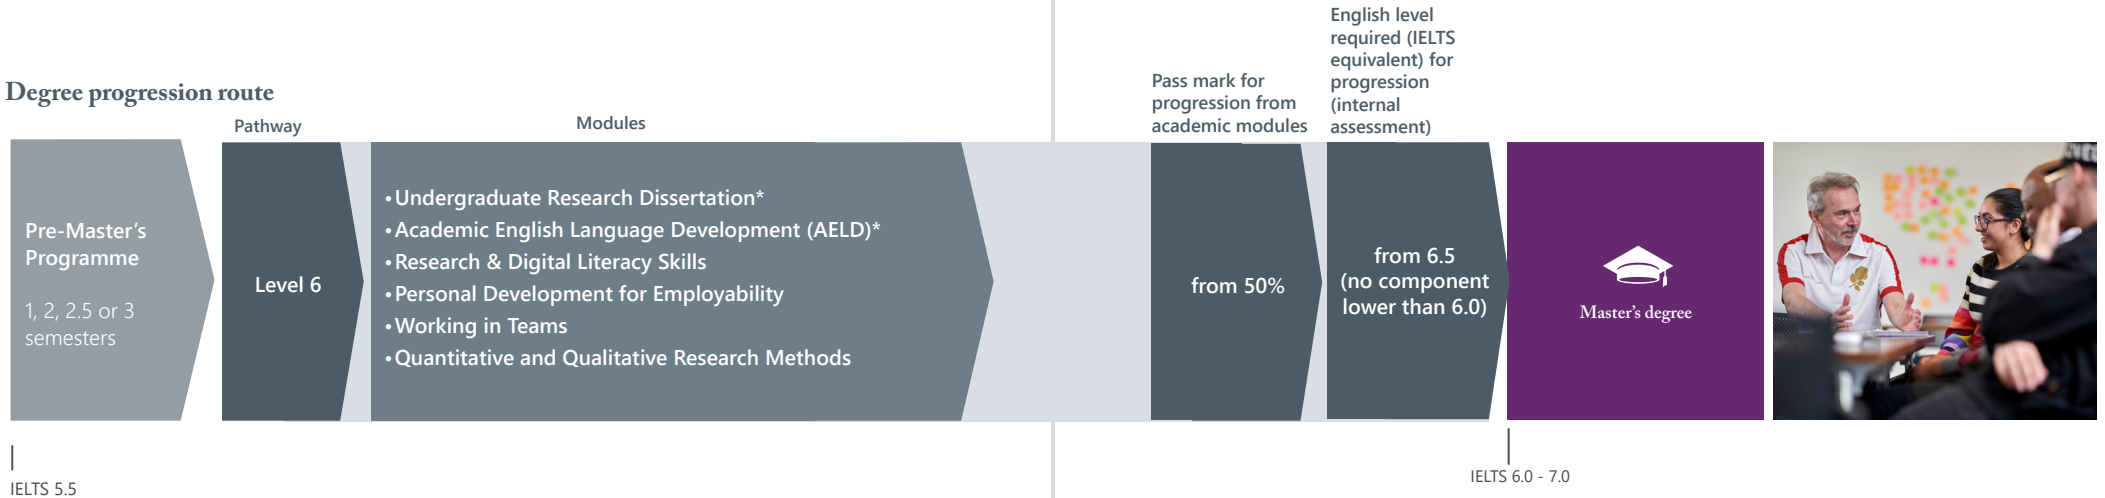 Degree progression route
Pathway
Modules
Pass mark for
progression from
academic modules
English level
required (IELTS
equivalent) for
progression
(internal
assessment)
Pre-Master’s
Programme
1, 2, 2.5 or 3
semesters
Level 6
•Undergraduate Research Dissertation*
•Academic English Language Development (AELD)*
•Research & Digital Literacy Skills
•Personal Development for Employability
•Working in Teams
•Quantitative and Qualitative Research Methods
from 50%
from 6.5
(no component
lower than 6.0)
Master’s degree
IELTS 5.5
IELTS 6.0 - 7.0